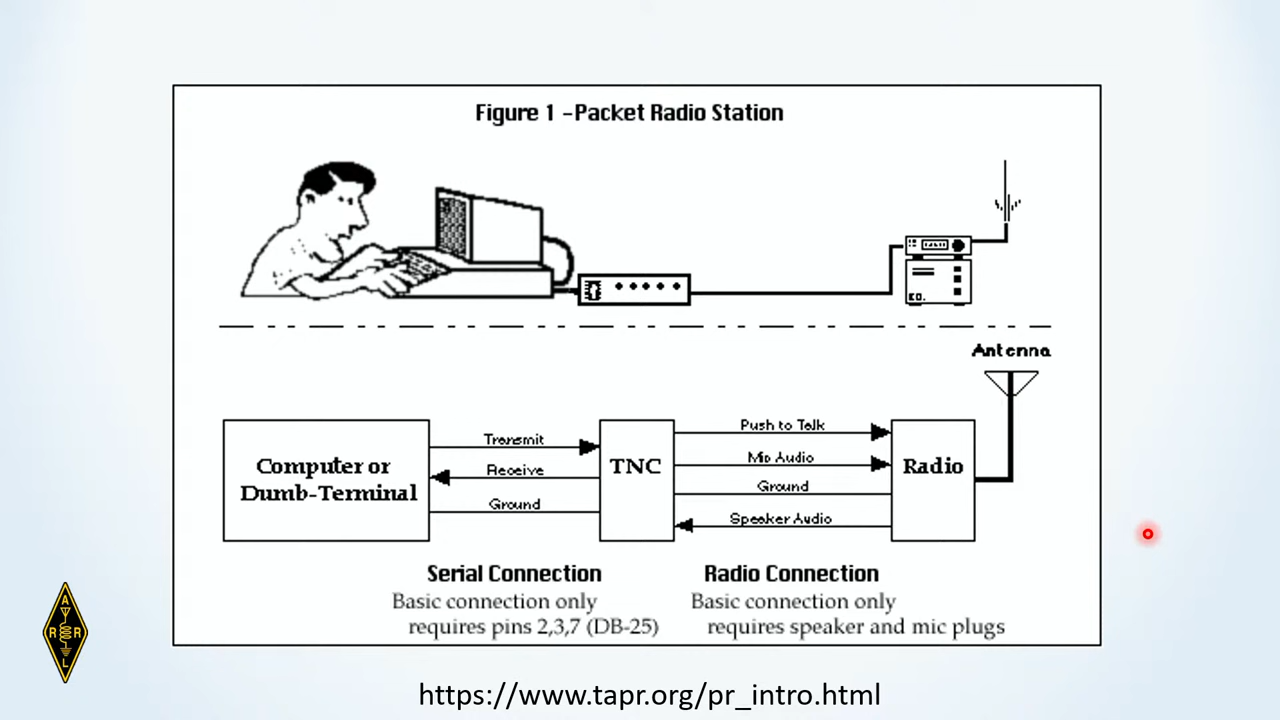 Figure 1 -Packet Radio Station
Antenna
Computer or
Dumb-Terminal
Transmit
Receive
Ground
TNC
Push to Talk
Mic Audio
Ground
Speaker Audio
Radio
Serial Connection
Basic connection only
requires pins 2,3,7 (DB-25)
Radio Connection
Basic connection only
requires speaker and mic plugs
A
R R
L
https://www.tapr.org/pr_intro.html